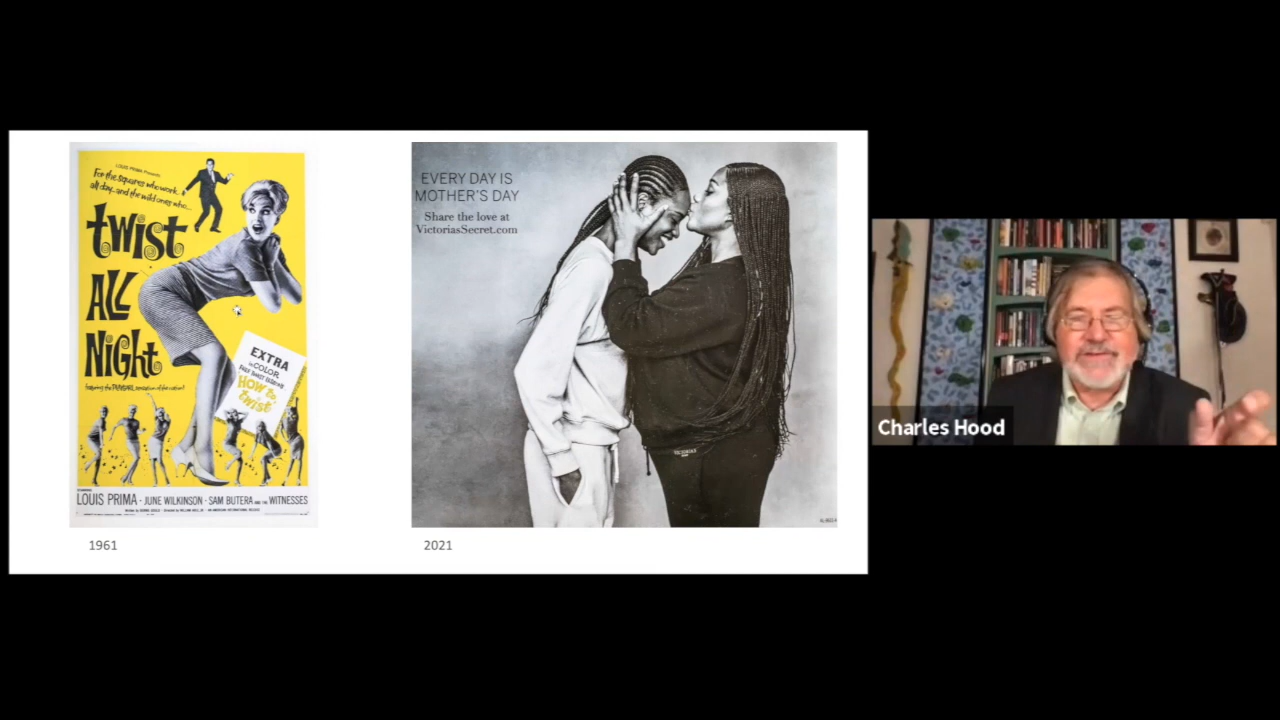 LOUIS PRIMA Presents
For the squares who work
all day...and the wild ones who...
twist
ALL
NIGHT
EXTRA
in COLOR
HOW to
twist
STARRING
LOUIS PRIMA · JUNE WILKINSON · SAM BUTERA AND THE WITNESSES
1961
EVERY DAY IS
MOTHER'S DAY
Share the love at
VictoriasSecret.com
VICTORIA'S
2021
Charles Hood